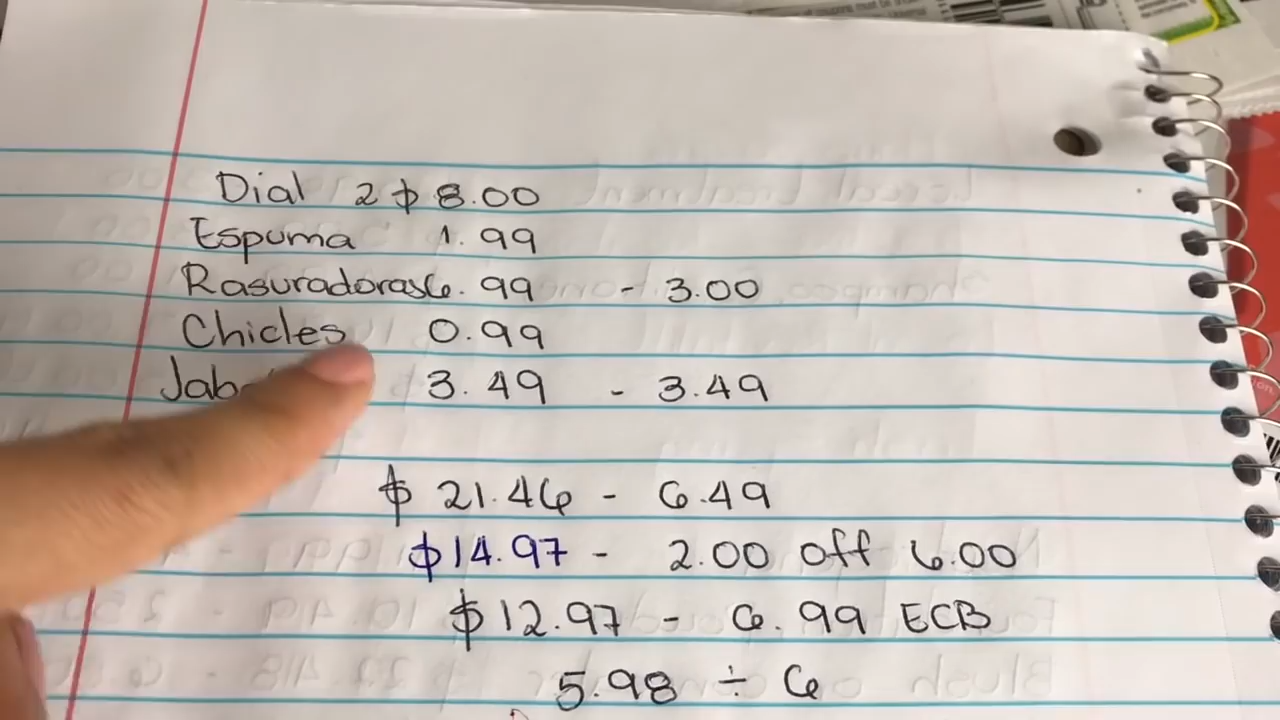 Dial 2 $ 8.00
Espuma 1.99
Rasuradoras 6.99 - 3.00
Chicles 0.99
3.49 - 3.49
$ 21.46 - 6.49
$14.97 - 2.00 off 6.00
$12.97 - 6.99 ECB
5.98 ÷ 6